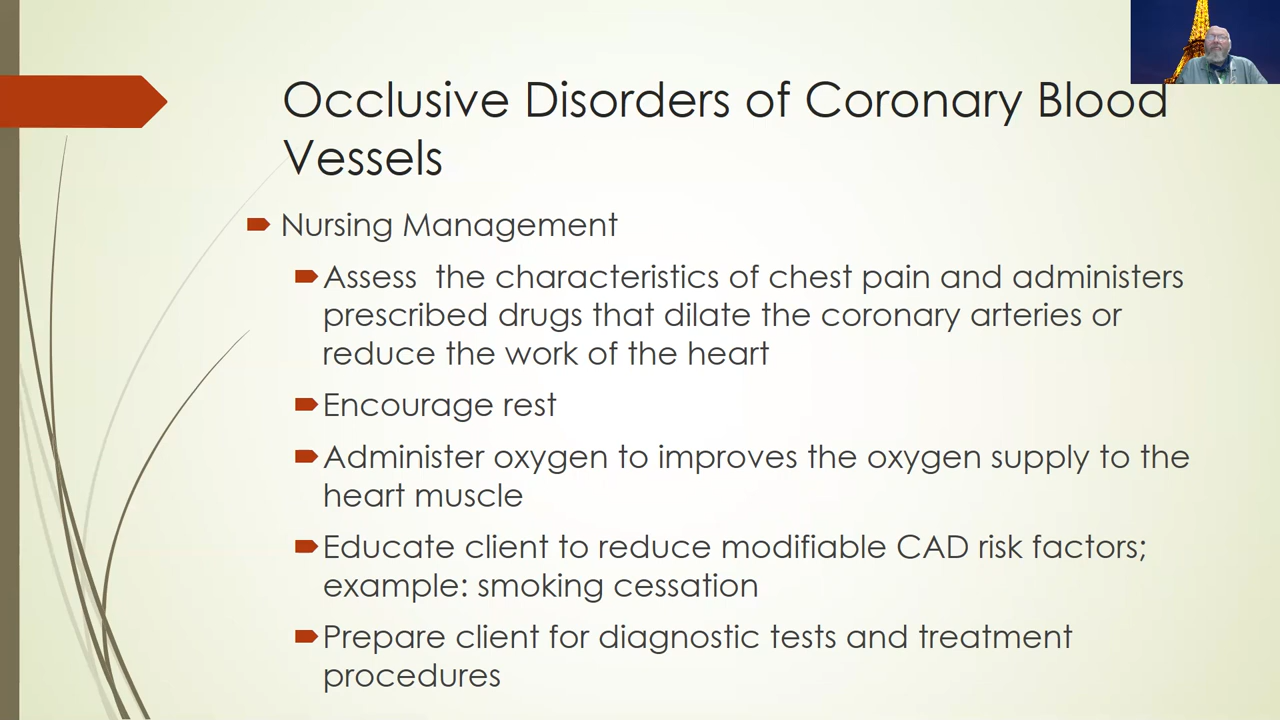 Occlusive Disorders of Coronary Blood
Vessels
Nursing Management
Assess the characteristics of chest pain and administers
prescribed drugs that dilate the coronary arteries or
reduce the work of the heart
Encourage rest
Administer oxygen to improves the oxygen supply to the
heart muscle
Educate client to reduce modifiable CAD risk factors;
example: smoking cessation
Prepare client for diagnostic tests and treatment
procedures